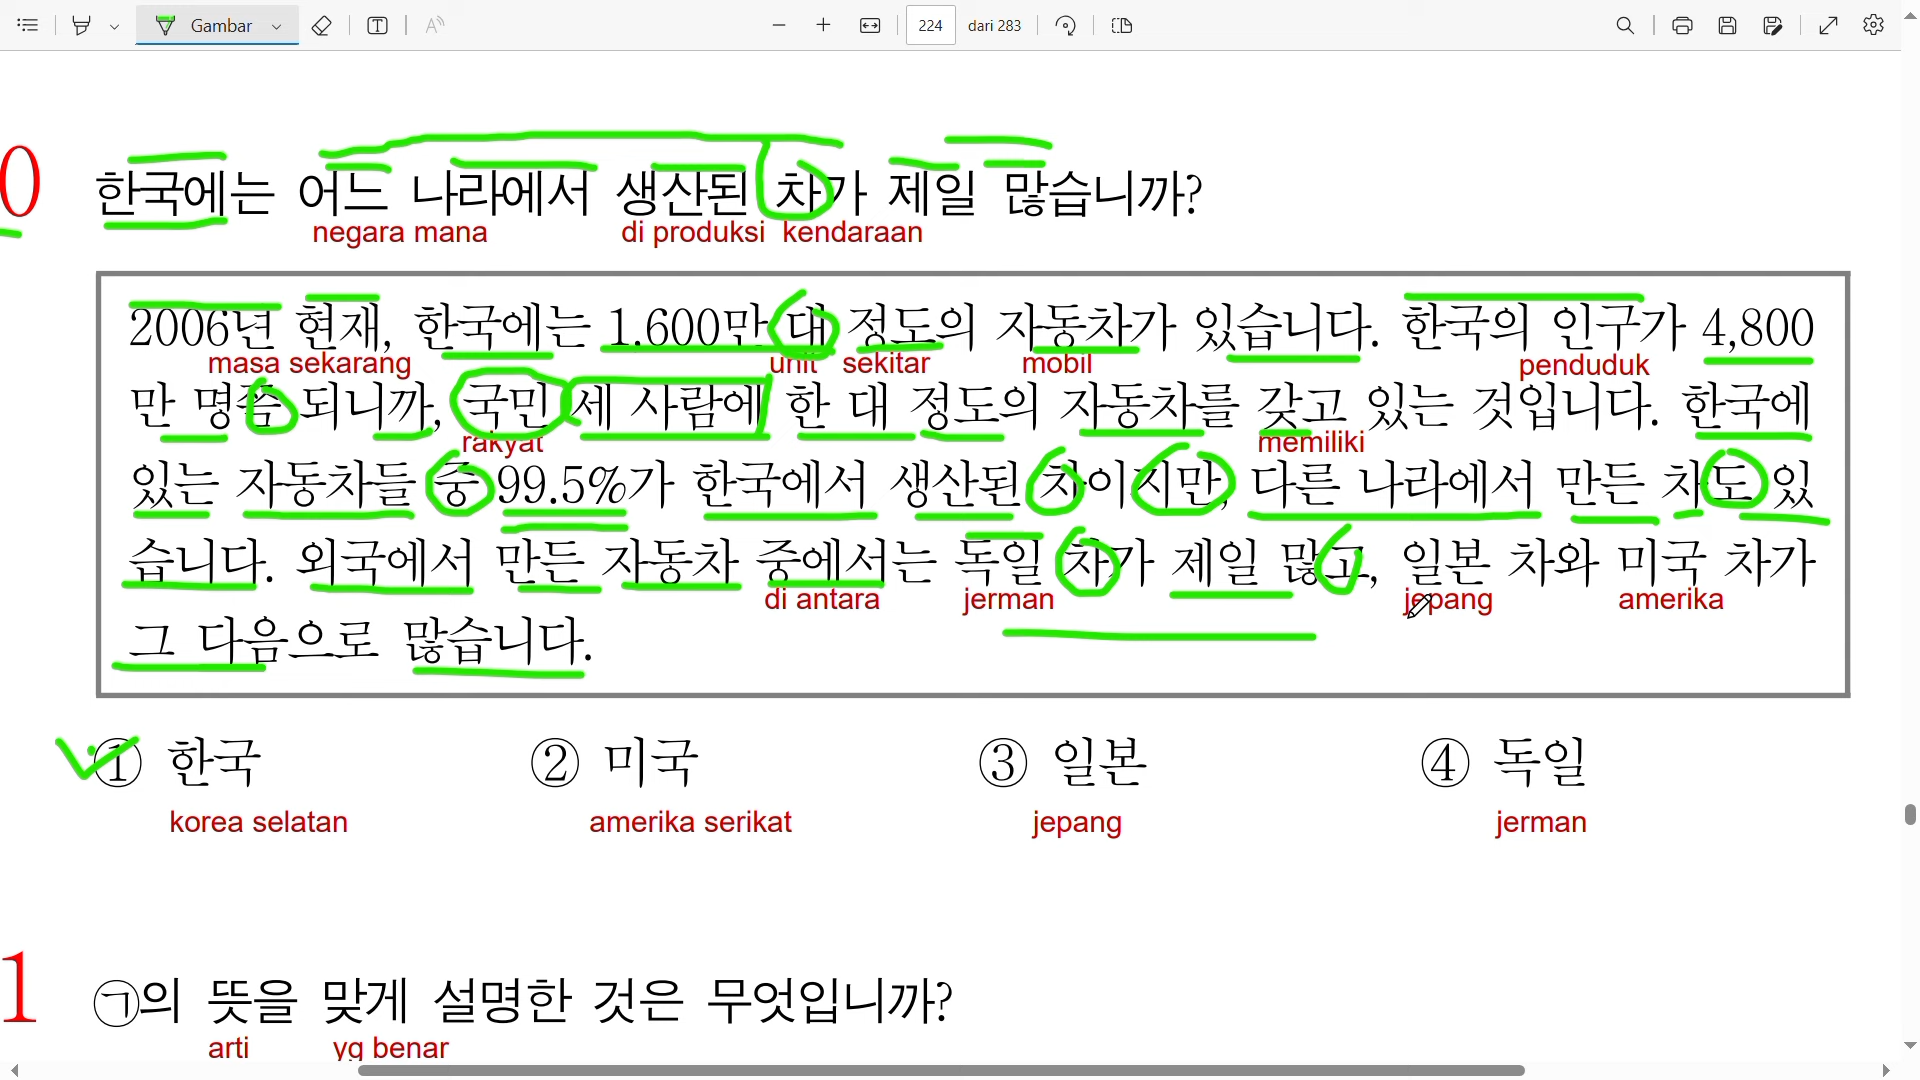 Gambar 224 dari 283
0 한국에는 어느 나라에서 생산된 차가 제일 많습니까?
negara mana di produksi kendaraan
2006년 현재, 한국에는 1.600만 대 정도의 자동차가 있습니다. 한국의 인구가 4,800
masa sekarang unit sekitar mobil penduduk
만 명쯤 되니까, 국민 세 사람에 한 대 정도의 자동차를 갖고 있는 것입니다. 한국에
rakyat memiliki
있는 자동차들 중 99.5%가 한국에서 생산된 차이지만, 다른 나라에서 만든 차도 있
습니다. 외국에서 만든 자동차 중에서는 독일 차가 제일 많고, 일본 차와 미국 차가
di antara jerman jepang amerika
그 다음으로 많습니다.
① 한국 ② 미국 ③ 일본 ④ 독일
korea selatan amerika serikat jepang jerman
1 ㉠의 뜻을 맞게 설명한 것은 무엇입니까?
arti yg benar